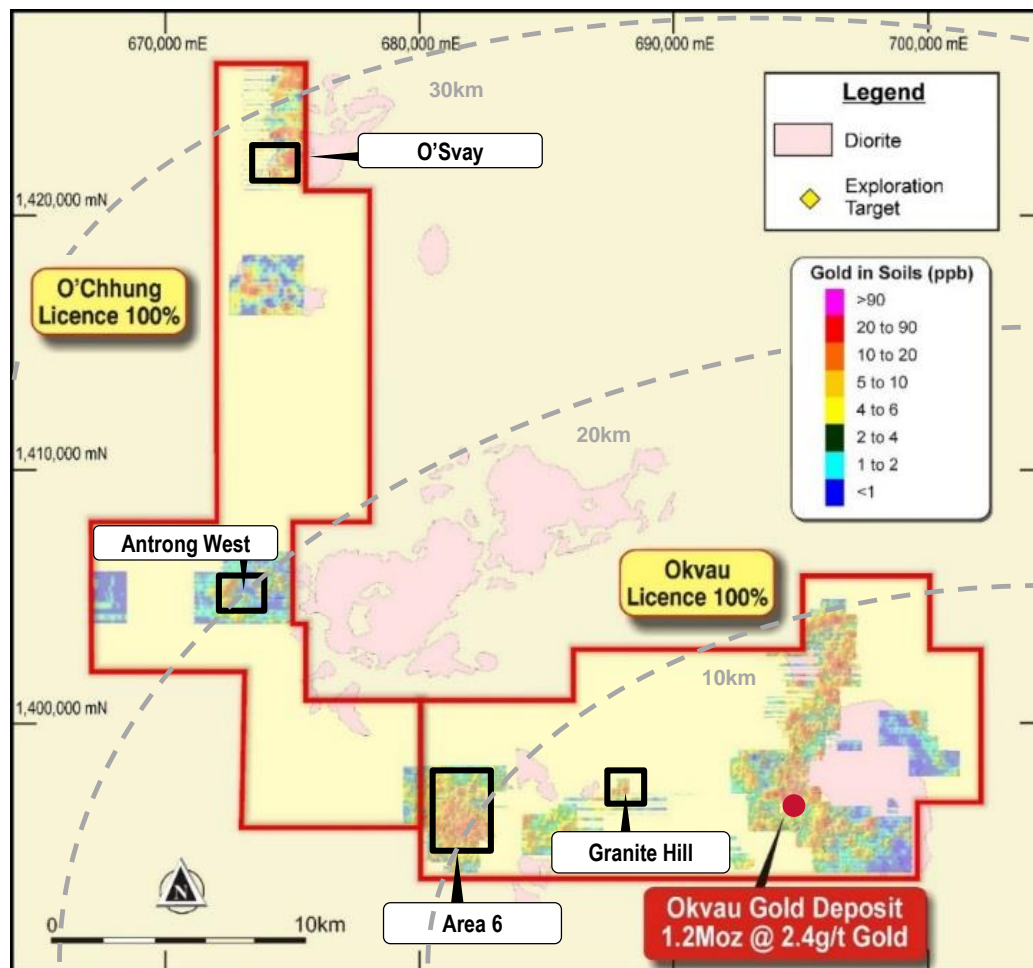 670,000 mE
680,000 mE
690,000 mE
700,000 mE
30km
Legend
Diorite
Exploration
Target
O'Svay
1,420,000 mN
O'Chhung
Licence 100%
Gold in Soils (ppb)
>90
20 to 90
10 to 20
5 to 10
4 to 6
2 to 4
1 to 2
<1
20km
1,410,000 mN
Antrong West
Okvau
Licence 100%
10km
1,400,000 mN
Granite Hill
N
0
10km
Area 6
Okvau Gold Deposit
1.2Moz @ 2.4g/t Gold